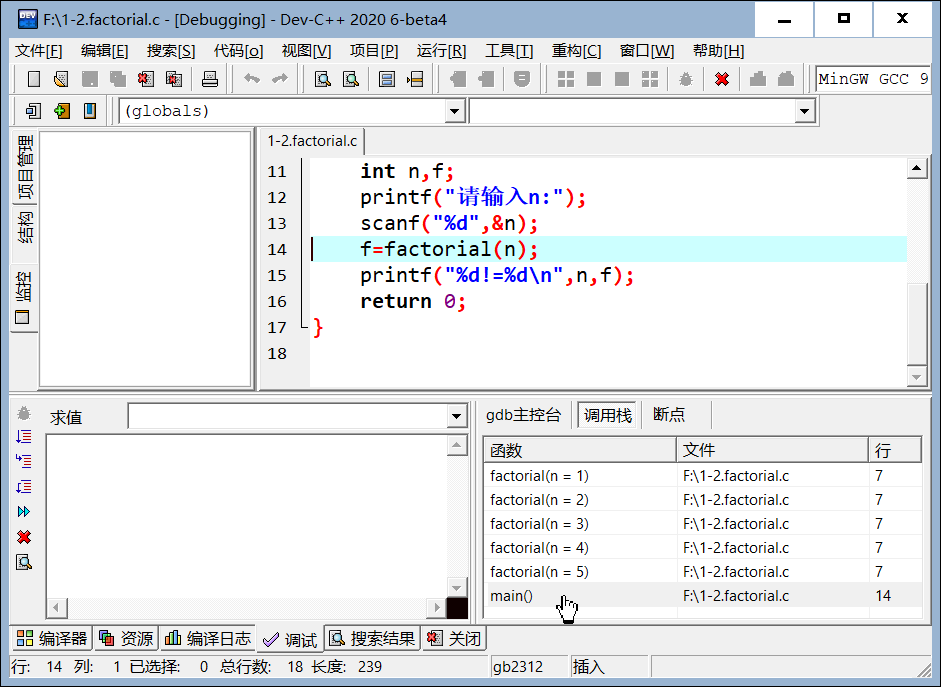 F:\1-2.factorial.c - [Debugging] - Dev-C++ 2020 6-beta4
文件[F] 编辑[E] 搜索[S] 代码[o] 视图[V] 项目[P] 运行[R] 工具[T] 重构[C] 窗口[W] 帮助[H]
MinGW GCC 9
(globals)
项目管理
结构
监控
1-2.factorial.c
11 int n,f;
12 printf("请输入n:");
13 scanf("%d",&n);
14 f=factorial(n);
15 printf("%d!=%d\n",n,f);
16 return 0;
17 }
18
求值
gdb主控台 调用栈 断点
函数 文件 行
factorial(n = 1) F:\1-2.factorial.c 7
factorial(n = 2) F:\1-2.factorial.c 7
factorial(n = 3) F:\1-2.factorial.c 7
factorial(n = 4) F:\1-2.factorial.c 7
factorial(n = 5) F:\1-2.factorial.c 7
main() F:\1-2.factorial.c 14
编译器 资源 编译日志 调试 搜索结果 关闭
行: 14 列: 1 已选择: 0 总行数: 18 长度: 239 gb2312 插入